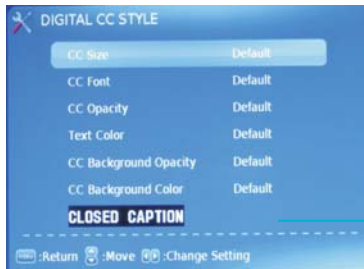 DIGITAL CC STYLE
CC Size Default
CC Font Default
CC Opacity Default
Text Color Default
CC Background Opacity Default
CC Background Color Default
CLOSED CAPTION
:Return :Move :Change Setting